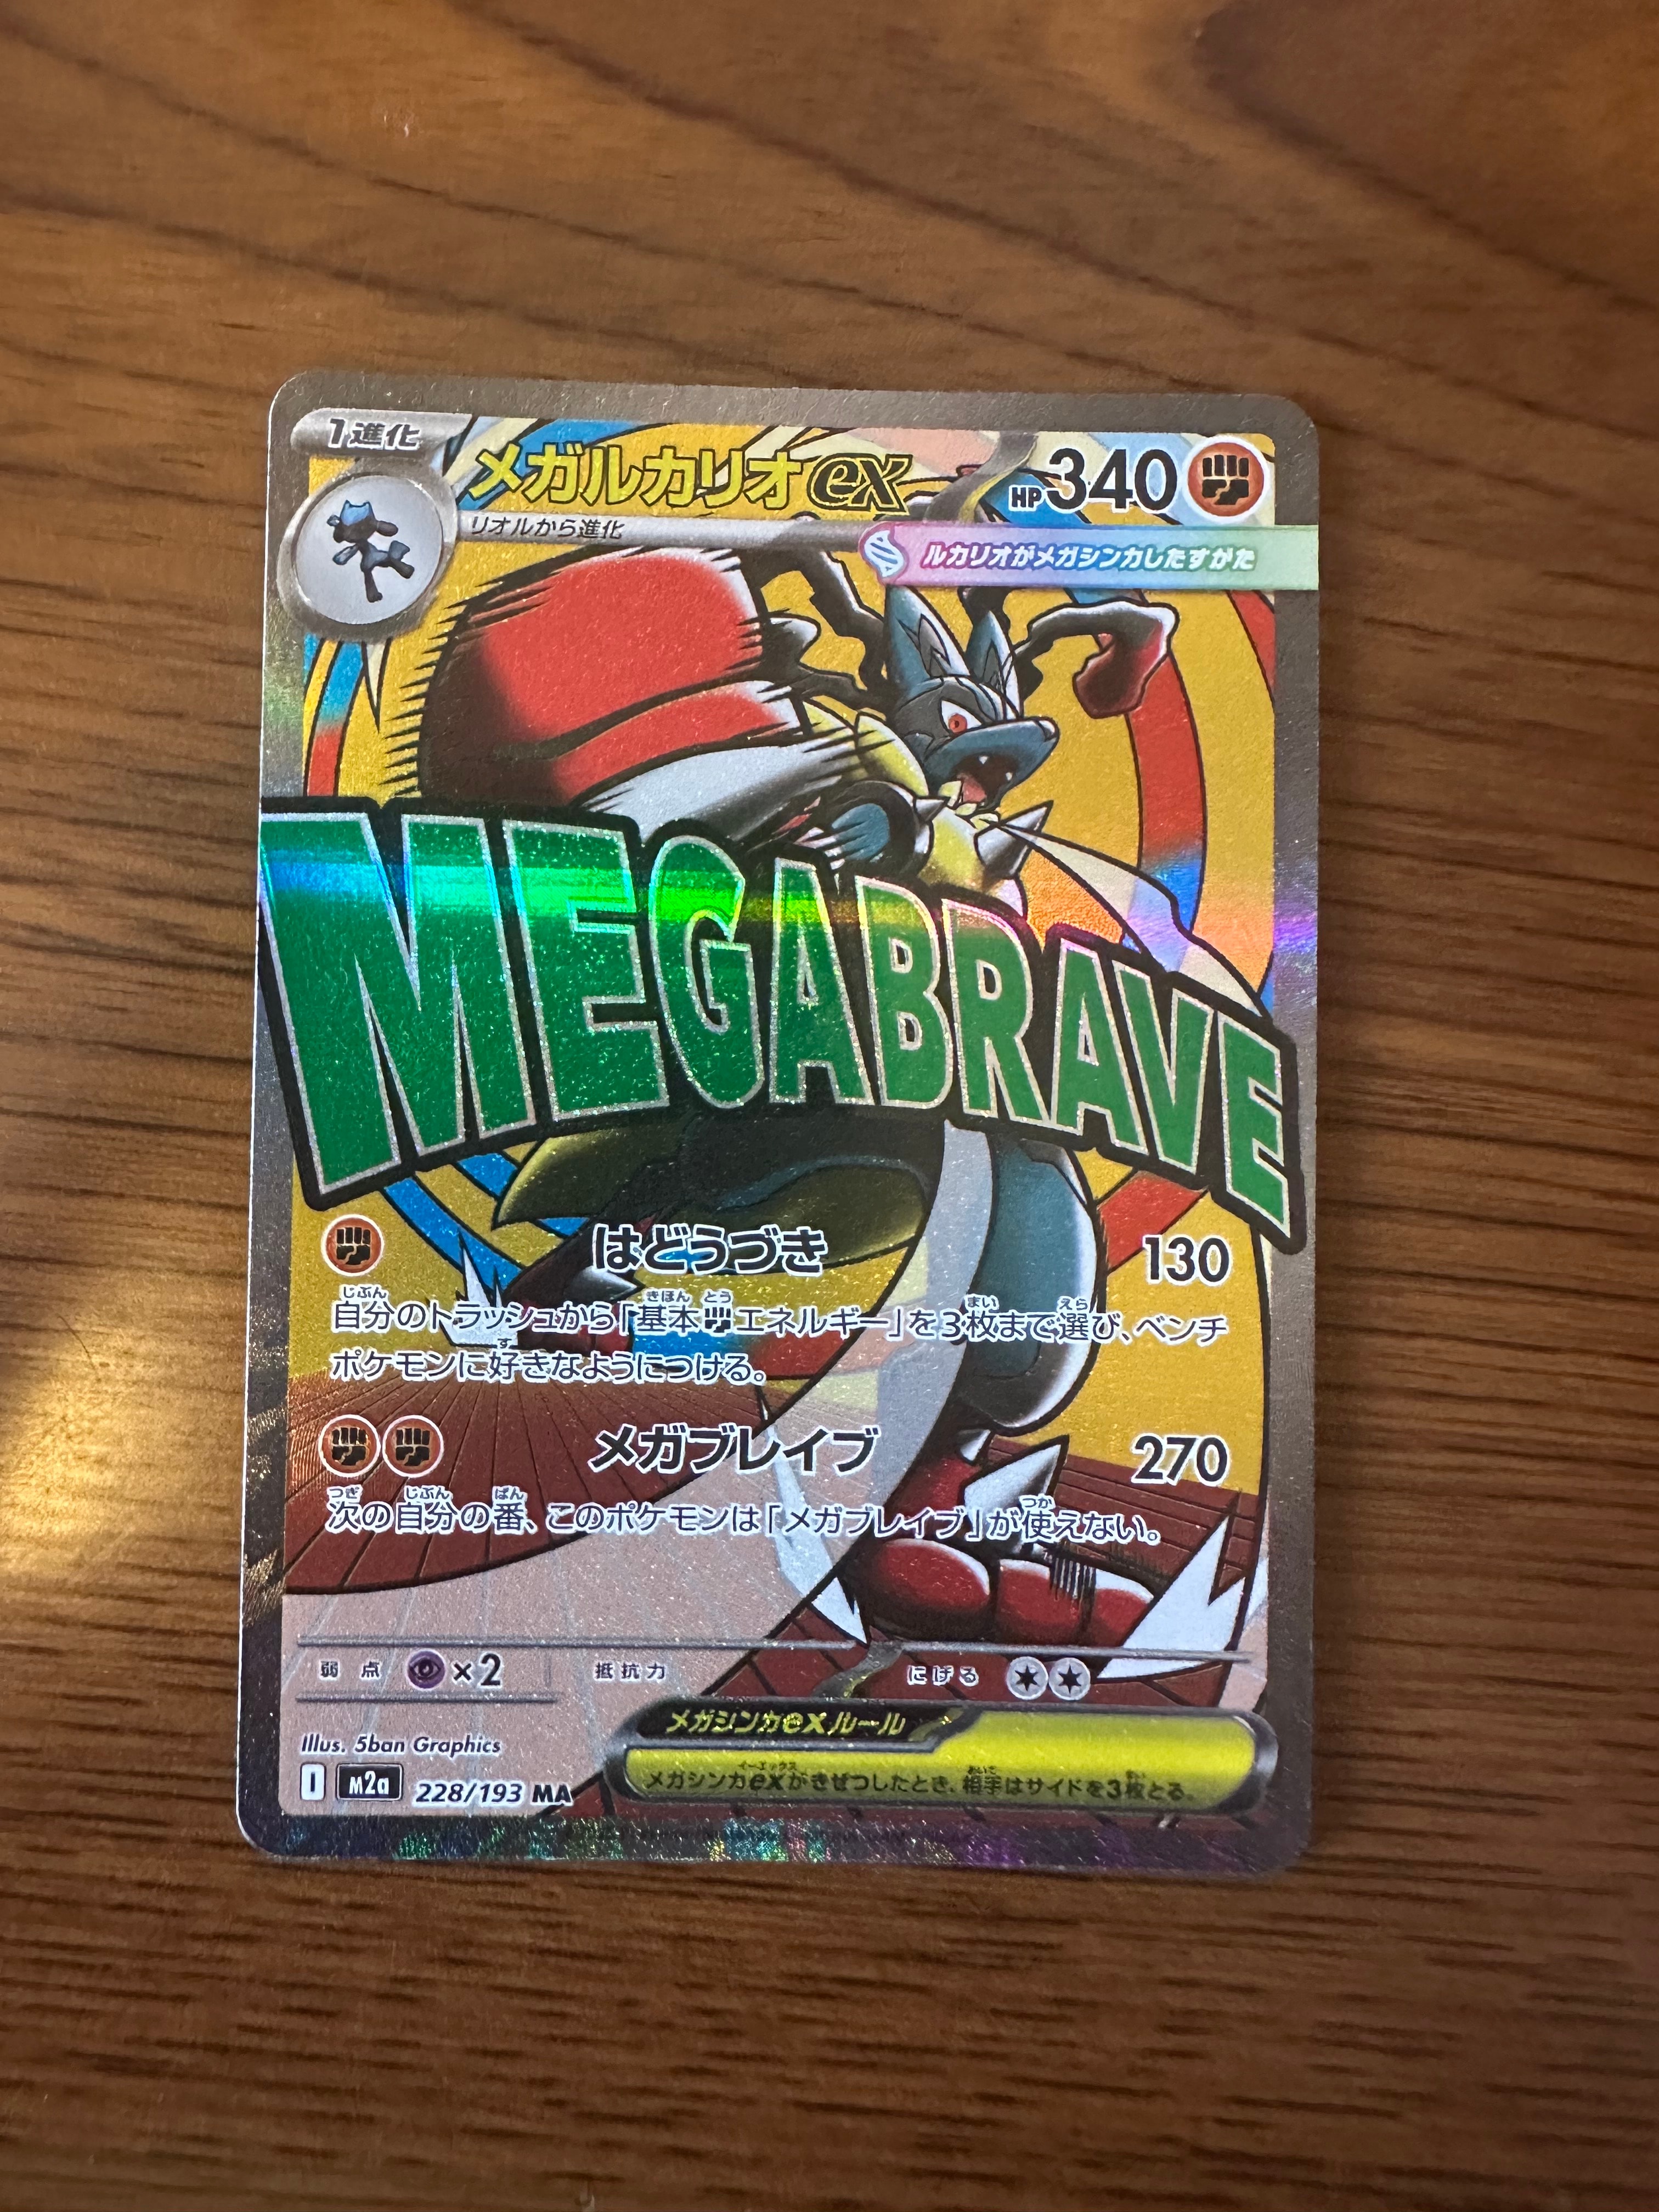 1進化
メガルカリオex HP340
リオルから進化
ルカリオがメガシンカしたすがた
MEGABRAVE
はどうづき 130
自分のトラッシュから「基本エネルギー」を3枚まで選び、ベンチ
ポケモンに好きなようにつける。
メガブレイブ 270
次の自分の番、このポケモンは「メガブレイブ」が使えない。
弱点 ×2 抵抗力 にげる
メガシンカexルール
メガシンカexがきぜつしたとき、相手はサイドを3枚とる。
Illus. 5ban Graphics
I M2a 228/193 MA